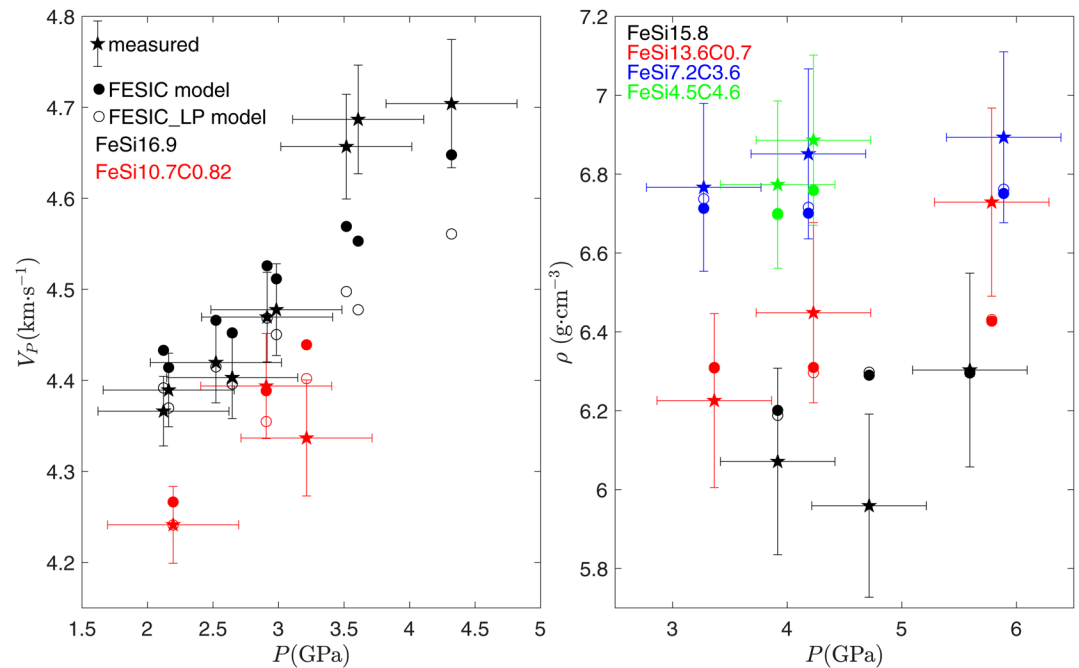 4.8
4.7
4.6
4.5
4.4
4.3
4.2
V_P(km·s⁻¹)
measured
FESIC model
FESIC_LP model
FeSi16.9
FeSi10.7C0.82
1.5 2 2.5 3 3.5 4 4.5 5
P(GPa)
7.2
7
6.8
6.6
6.4
6.2
6
5.8
ρ (g·cm⁻³)
FeSi15.8
FeSi13.6C0.7
FeSi7.2C3.6
FeSi4.5C4.6
3 4 5 6
P(GPa)